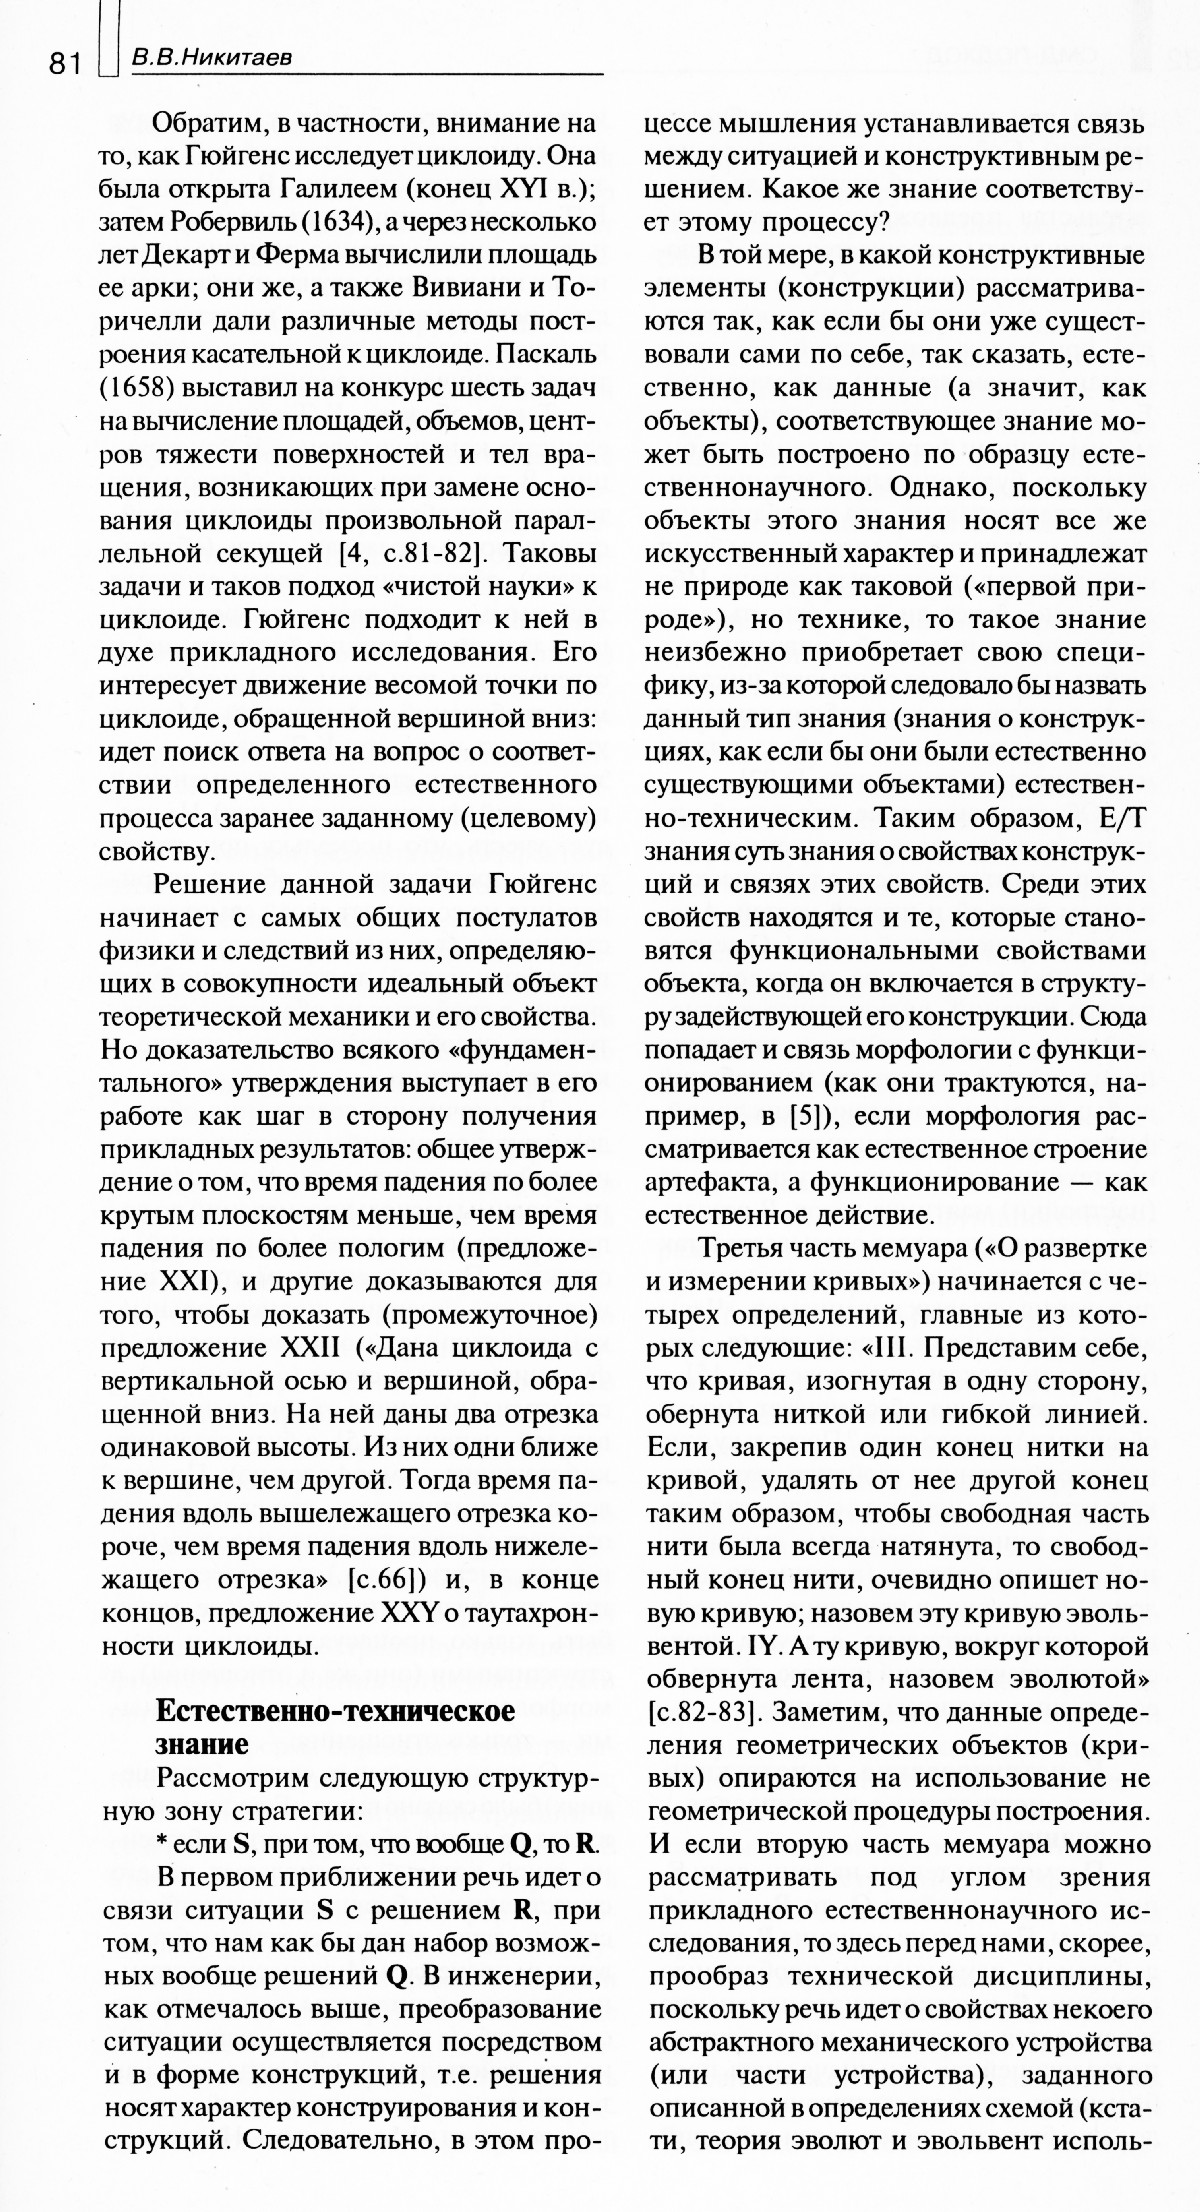 81
В.В.Никитаев
Обратим, в частности, внимание на
то, как Гюйгенс исследует циклоиду. Она
была открыта Галилеем (конец XYI в.);
затем Робервиль (1634), а через несколько
лет Декарт и Ферма вычислили площадь
ее арки; они же, а также Вивиани и То-
ричелли дали различные методы пост-
роения касательной к циклоиде. Паскаль
(1658) выставил на конкурс шесть задач
на вычисление площадей, объемов, цент-
ров тяжести поверхностей и тел вра-
щения, возникающих при замене осно-
вания циклоиды произвольной парал-
лельной секущей [4, с.81-82]. Таковы
задачи и таков подход «чистой науки» к
циклоиде. Гюйгенс подходит к ней в
духе прикладного исследования. Его
интересует движение весомой точки по
циклоиде, обращенной вершиной вниз:
идет поиск ответа на вопрос о соответ-
ствии определенного естественного
процесса заранее заданному (целевому)
свойству.
Решение данной задачи Гюйгенс
начинает с самых общих постулатов
физики и следствий из них, определяю-
щих в совокупности идеальный объект
теоретической механики и его свойства.
Но доказательство всякого «фундамен-
тального» утверждения выступает в его
работе как шаг в сторону получения
прикладных результатов: общее утверж-
дение о том, что время падения по более
крутым плоскостям меньше, чем время
падения по более пологим (предложе-
ние XXI), и другие доказываются для
того, чтобы доказать (промежуточное)
предложение XXII («Дана циклоида с
вертикальной осью и вершиной, обра-
щенной вниз. На ней даны два отрезка
одинаковой высоты. Из них одни ближе
к вершине, чем другой. Тогда время па-
дения вдоль вышележащего отрезка ко-
роче, чем время падения вдоль нижеле-
жащего отрезка» [с.66]) и, в конце
концов, предложение XXY о таутахрон-
ности циклоиды.
Естественно-техническое
знание
Рассмотрим следующую структур-
ную зону стратегии:
* если S, при том, что вообще Q, то R.
В первом приближении речь идет о
связи ситуации S с решением R, при
том, что нам как бы дан набор возмож-
ных вообще решений Q. В инженерии,
как отмечалось выше, преобразование
ситуации осуществляется посредством
и в форме конструкций, т.е. решения
носят характер конструирования и кон-
струкций. Следовательно, в этом про-
цессе мышления устанавливается связь
между ситуацией и конструктивным ре-
шением. Какое же знание соответству-
ет этому процессу?
В той мере, в какой конструктивные
элементы (конструкции) рассматрива-
ются так, как если бы они уже сущест-
вовали сами по себе, так сказать, есте-
ственно, как данные (а значит, как
объекты), соответствующее знание мо-
жет быть построено по образцу есте-
ственнонаучного. Однако, поскольку
объекты этого знания носят все же
искусственный характер и принадлежат
не природе как таковой («первой при-
роде»), но технике, то такое знание
неизбежно приобретает свою специ-
фику, из-за которой следовало бы назвать
данный тип знания (знания о конструк-
циях, как если бы они были естественно
существующими объектами) естествен-
но-техническим. Таким образом, Е/Т
знания суть знания о свойствах конструк-
ций и связях этих свойств. Среди этих
свойств находятся и те, которые стано-
вятся функциональными свойствами
объекта, когда он включается в структу-
ру задействующей его конструкции. Сюда
попадает и связь морфологии с функци-
онированием (как они трактуются, на-
пример, в [5]), если морфология рас-
сматривается как естественное строение
артефакта, а функционирование — как
естественное действие.
Третья часть мемуара («О развертке
и измерении кривых») начинается с че-
тырех определений, главные из кото-
рых следующие: «III. Представим себе,
что кривая, изогнутая в одну сторону,
обернута ниткой или гибкой линией.
Если, закрепив один конец нитки на
кривой, удалять от нее другой конец
таким образом, чтобы свободная часть
нити была всегда натянута, то свобод-
ный конец нити, очевидно опишет но-
вую кривую; назовем эту кривую эволь-
вентой. IY. А ту кривую, вокруг которой
обвернута лента, назовем эволютой»
[с.82-83]. Заметим, что данные опреде-
ления геометрических объектов (кри-
вых) опираются на использование не
геометрической процедуры построения.
И если вторую часть мемуара можно
рассматривать под углом зрения
прикладного естественнонаучного ис-
следования, то здесь перед нами, скорее,
прообраз технической дисциплины,
поскольку речь идет о свойствах некоего
абстрактного механического устройства
(или части устройства), заданного
описанной в определениях схемой (кста-
ти, теория эволют и эвольвент исполь-